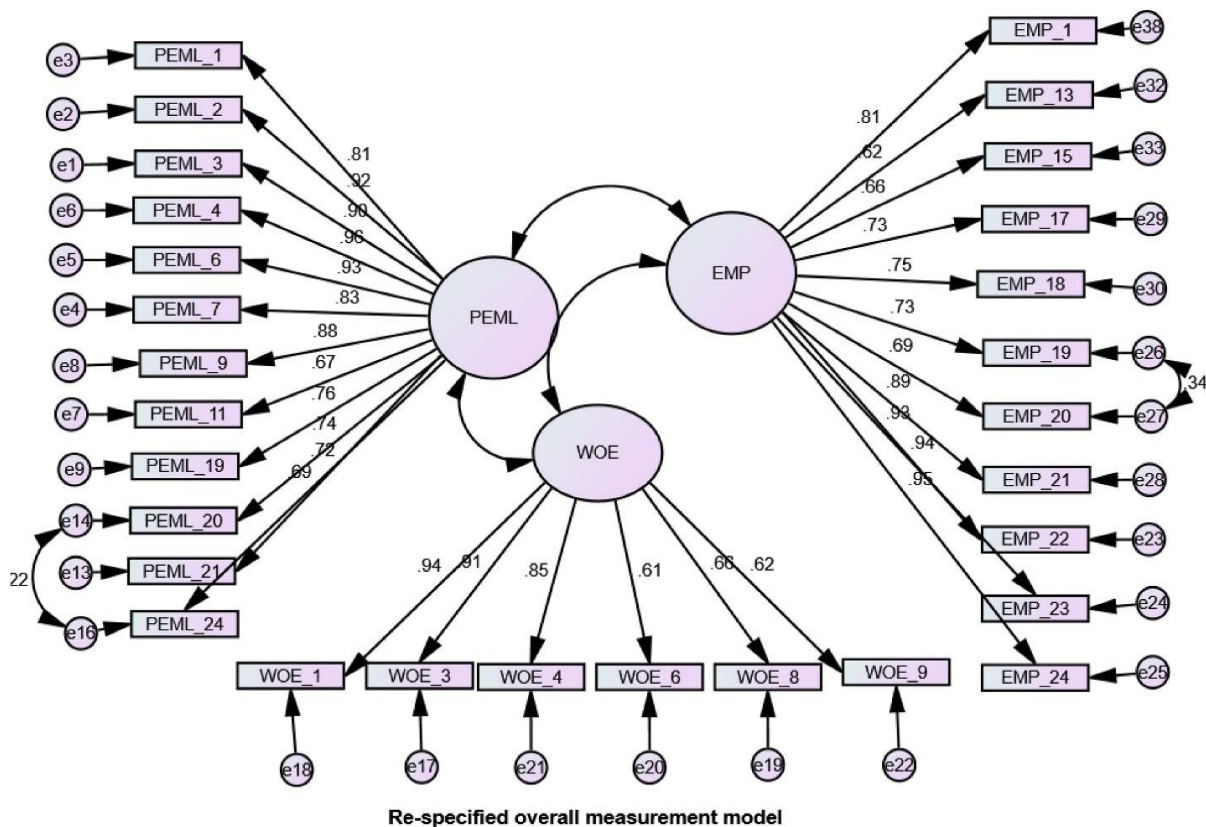 e3 PEML_1
e2 PEML_2
e1 PEML_3
e6 PEML_4
e5 PEML_6
e4 PEML_7
e8 PEML_9
e7 PEML_11
e9 PEML_19
e14 PEML_20
e13 PEML_21
e16 PEML_24
22
.81
.92
.90
.96
.93
.83
.88
.67
.76
.74
.72
.69
PEML
EMP
WOE
.81
.62
.66
.73
.75
.73
.69
.89
.93
.94
.95
EMP_1 e38
EMP_13 e32
EMP_15 e33
EMP_17 e29
EMP_18 e30
EMP_19 e26
EMP_20 e27
.34
EMP_21 e28
EMP_22 e23
EMP_23 e24
EMP_24 e25
.94 .91 .85 .61 .66 .62
WOE_1 WOE_3 WOE_4 WOE_6 WOE_8 WOE_9
e18 e17 e21 e20 e19 e22
Re-specified overall measurement model